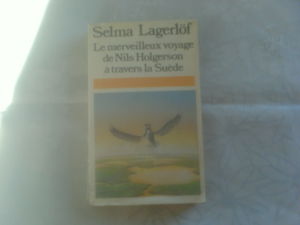 Selma Lagerlöf
Le merveilleux voyage
de Nils Holgerson
à travers la Suède